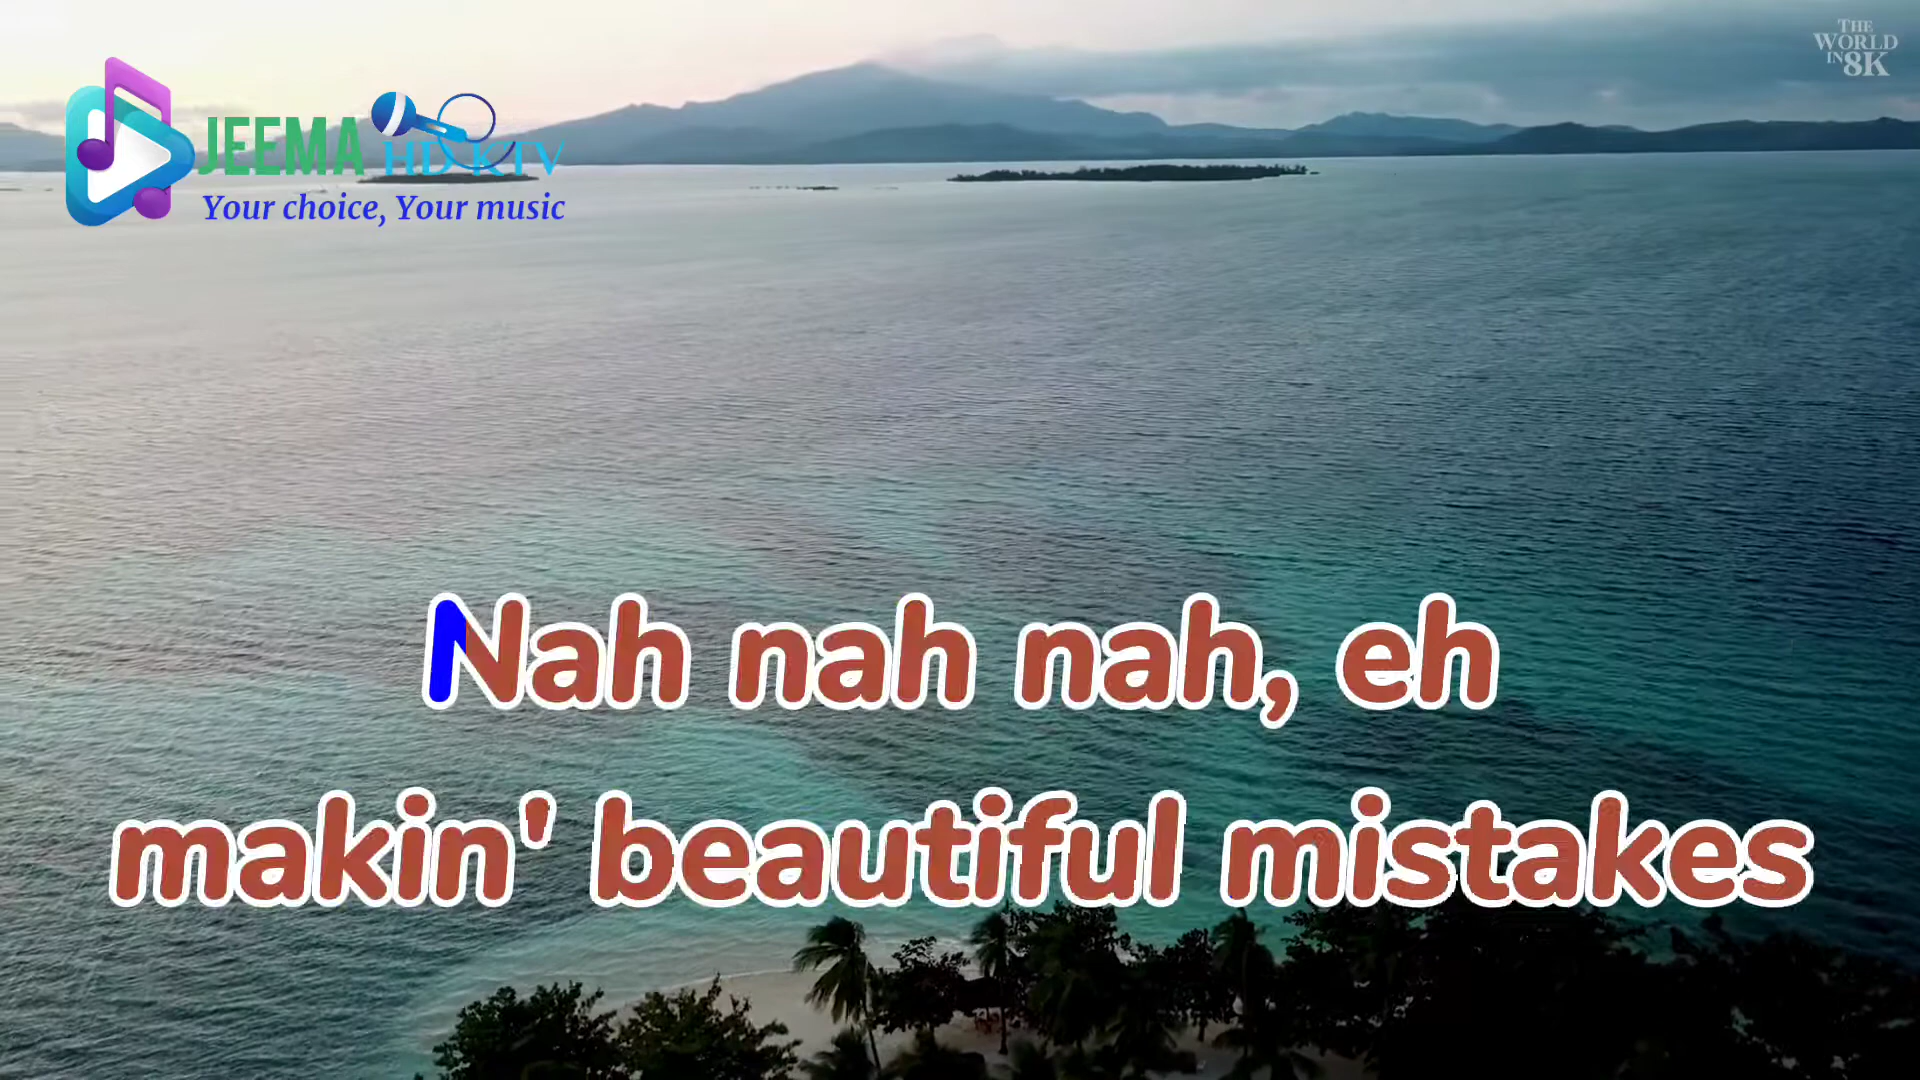 THE
WORLD
IN 8K
JEEMA HD KTV
Your choice, Your music
Nah nah nah, eh
makin' beautiful mistakes